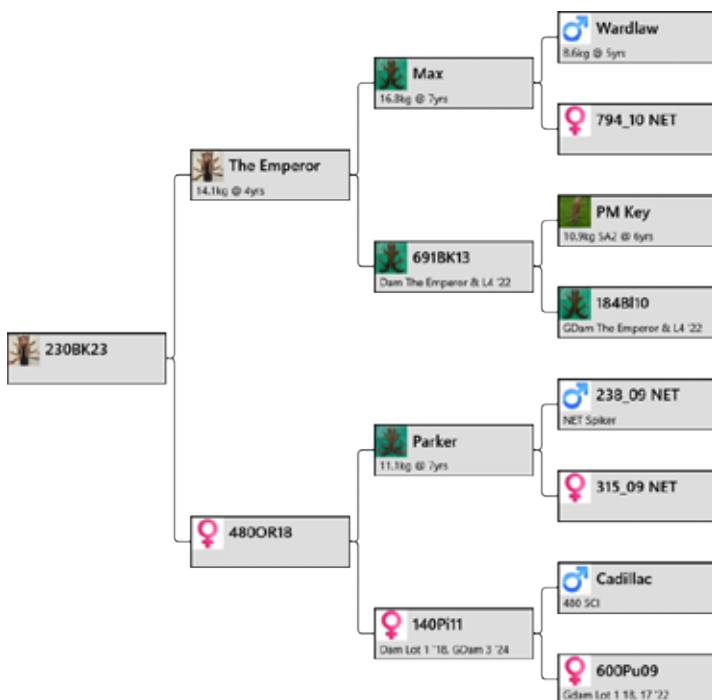 Wardlaw
8.6kg @ 5yrs
Max
16.8kg @ 7yrs
794_10 NET
The Emperor
14.1kg @ 4yrs
PM Key
10.9kg SA2 @ 6yrs
691BK13
Dam The Emperor & L4 '22
184Bl10
GDam The Emperor & L4 '22
230BK23
238_09 NET
NET Spiker
Parker
11.1kg @ 7yrs
315_09 NET
480OR18
Cadillac
480 SCI
140Pi11
Dam Lot 1 '18, GDam 3 '24
600Pu09
Gdam Lot 1 18, 17 '22